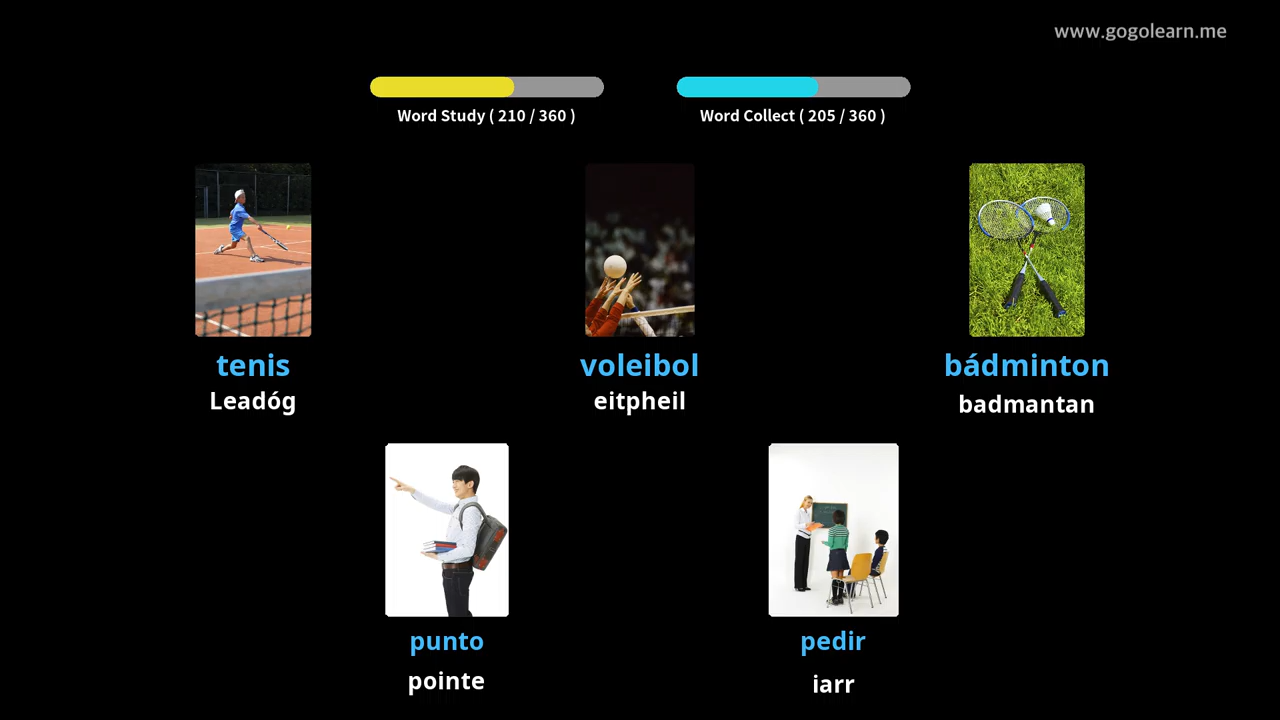 www.gogolearn.me
Word Study ( 210 / 360 )
Word Collect ( 205 / 360 )
tenis
Leadóg
voleibol
eitpheil
bádminton
badmantan
punto
pointe
pedir
iarr